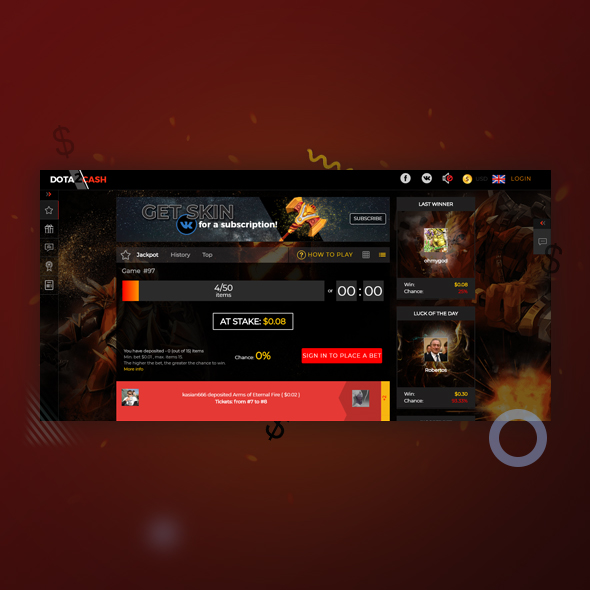 DOTA 2 CASH
USD
LOGIN
GET SKIN
for a subscription!
SUBSCRIBE
Jackpot
History
Top
HOW TO PLAY
Game #97
4/50
items
or
00 : 00
AT STAKE: $0.08
You have deposited - 0 (out of 15) items
Min. bet $0.01 , max. items 15
The higher the bet, the greater the chance to win.
More info
Chance 0%
SIGN IN TO PLACE A BET
kasian666 deposited Arms of Eternal Fire ( $0.02 )
Tickets: from #7 to #8
LAST WINNER
ohmygod
Win: $0.08
Chance:
LUCK OF THE DAY
Robertos
Win: $0.30
Chance: